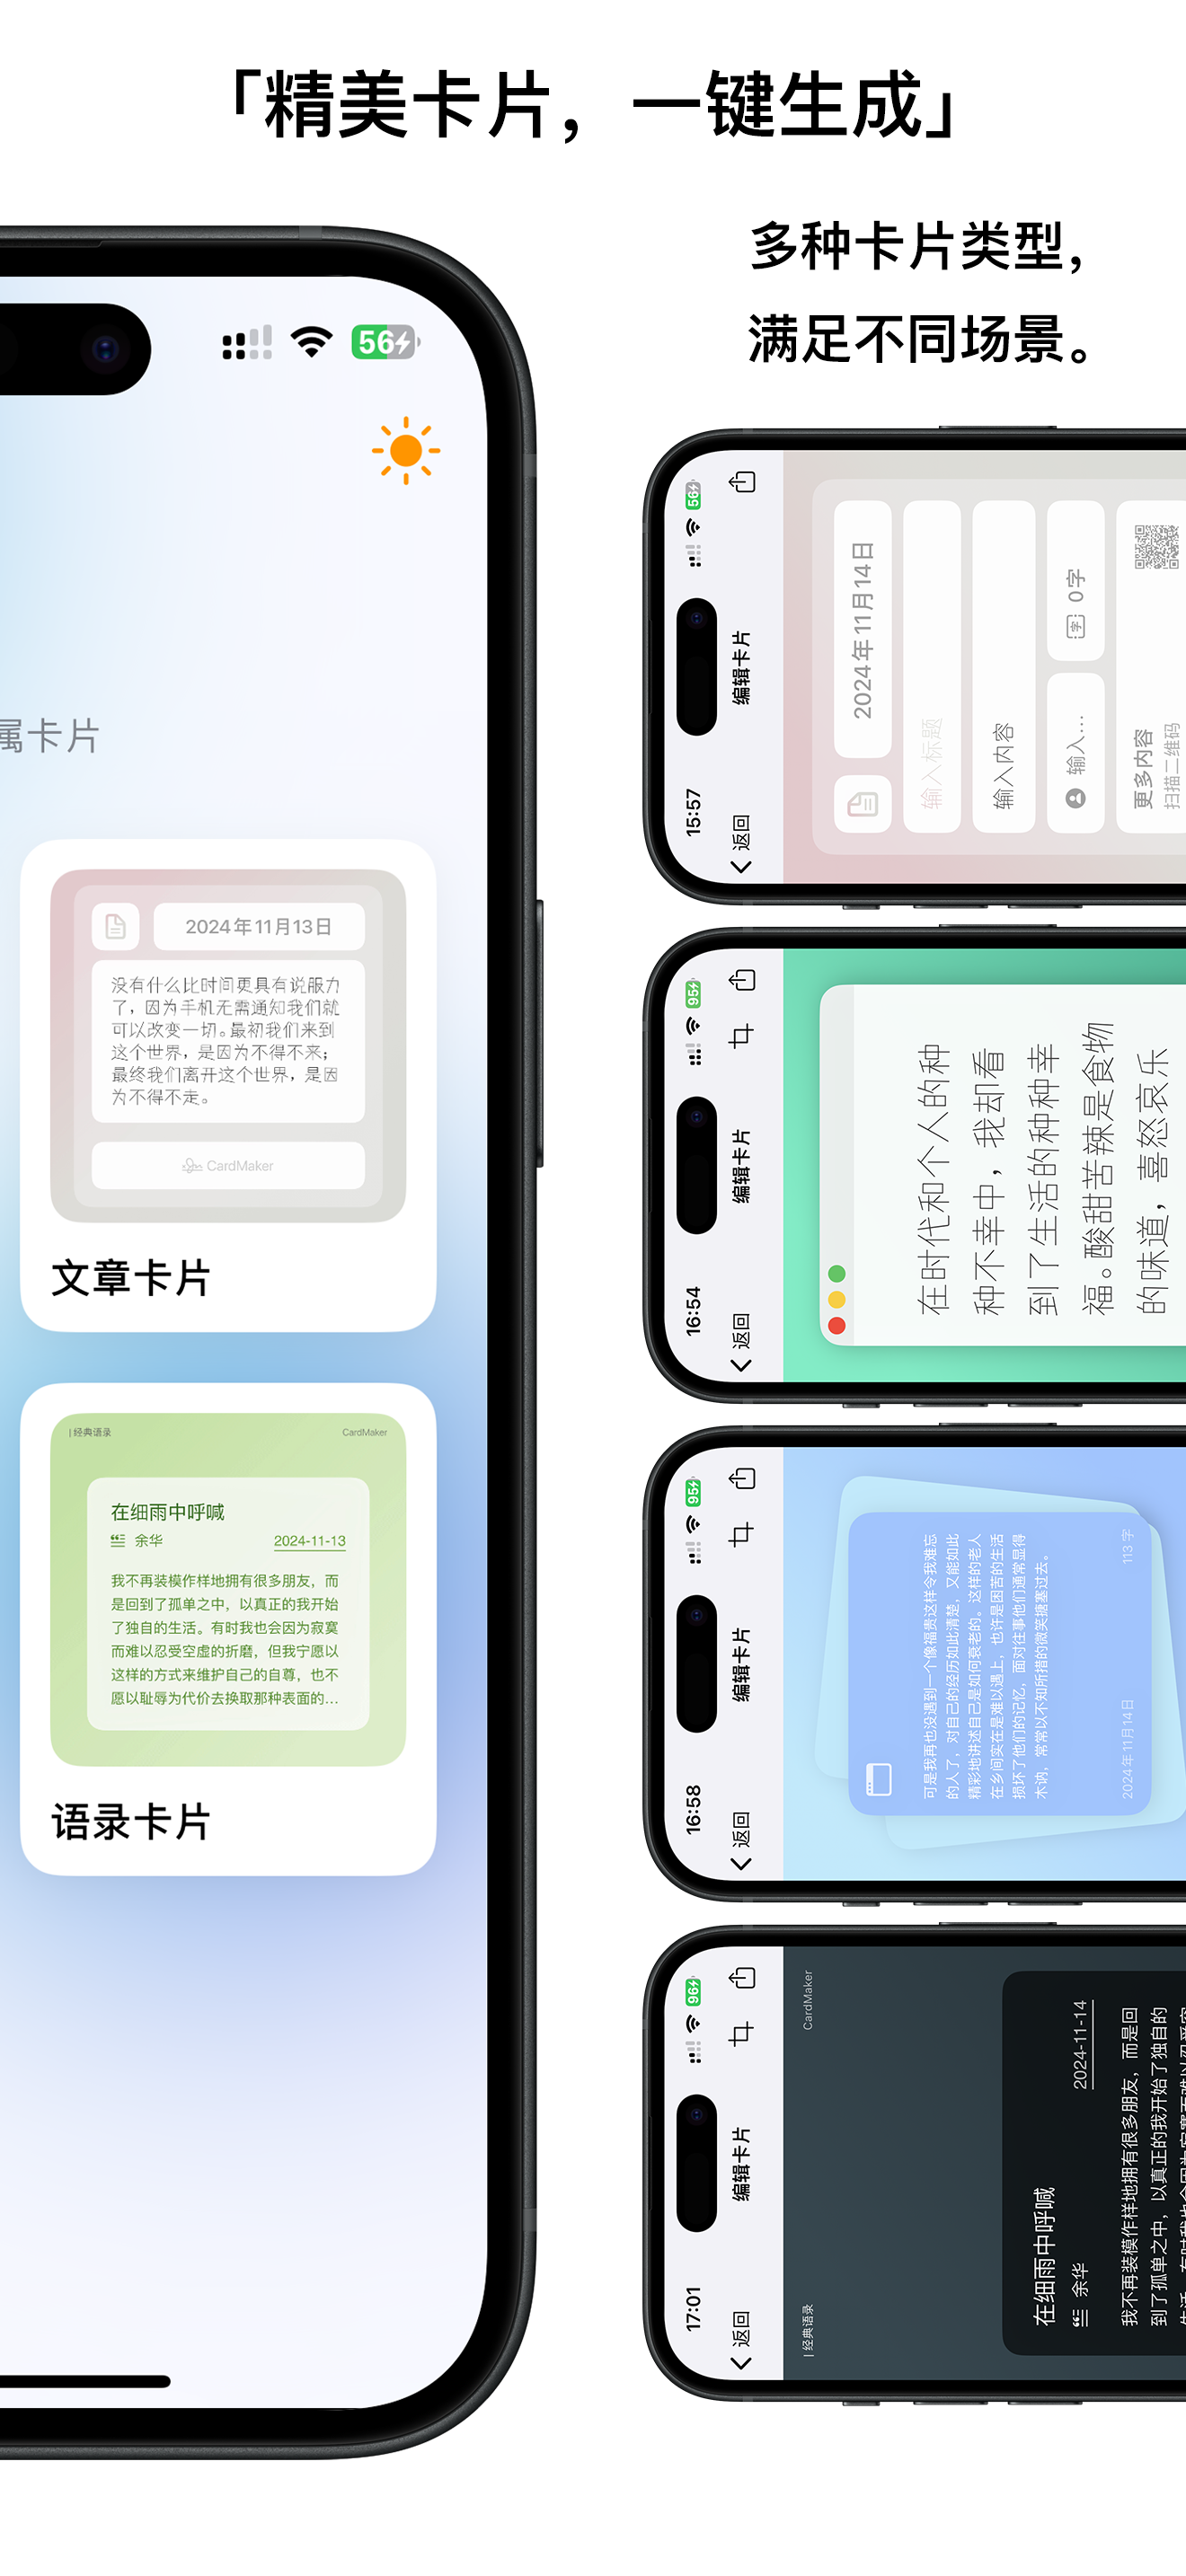 「精美卡片，一键生成」
多种卡片类型，
满足不同场景。
56
属卡片
2024年11月13日
没有什么比时间更具有说服力
了，因为手机无需通知我们就
可以改变一切。最初我们来到
这个世界，是因为不得不来；
最终我们离开这个世界，是因
为不得不走。
CardMaker
文章卡片
| 经典语录
CardMaker
在细雨中呼喊
余华
2024-11-13
我不再装模作样地拥有很多朋友，而
是回到了孤单之中，以真正的我开始
了独自的生活。有时我也会因为寂寞
而难以忍受空虚的折磨，但我宁愿以
这样的方式来维护自己的自尊，也不
愿以耻辱为代价去换取那种表面的...
语录卡片
15:57
56
返回
编辑卡片
2024年11月14日
输入标题
输入内容
输入...
字
0字
更多内容
扫描二维码
16:54
95
返回
编辑卡片
在时代和个人的种
种不幸中，我却看
到了生活的种种幸
福。酸甜苦辣是食物
的味道，喜怒哀乐
16:58
95
返回
编辑卡片
可是我再也没遇到一个像福贵这样令我难忘
的人了，对自己的经历如此清楚，又能如此
精彩地讲述自己是如何衰老的。这样的老人
在乡间实在是难以遇上，也许是困苦的生活
损坏了他们的记忆，面对往事他们通常显得
木讷，常常以不知所措的微笑搪塞过去。
2024年11月14日
113 字
17:01
96
返回
编辑卡片
| 经典语录
CardMaker
在细雨中呼喊
余华
2024-11-14
我不再装模作样地拥有很多朋友，而是回
到了孤单之中，以真正的我开始了独自的